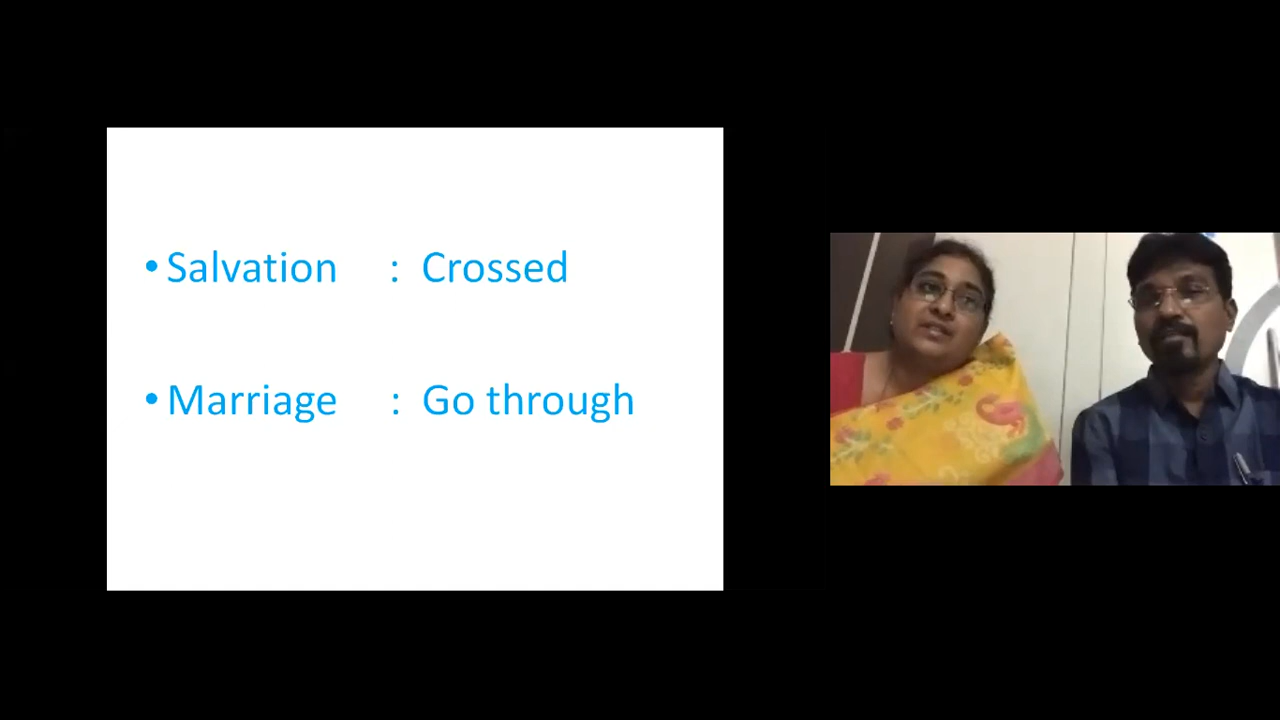 • Salvation : Crossed
• Marriage : Go through